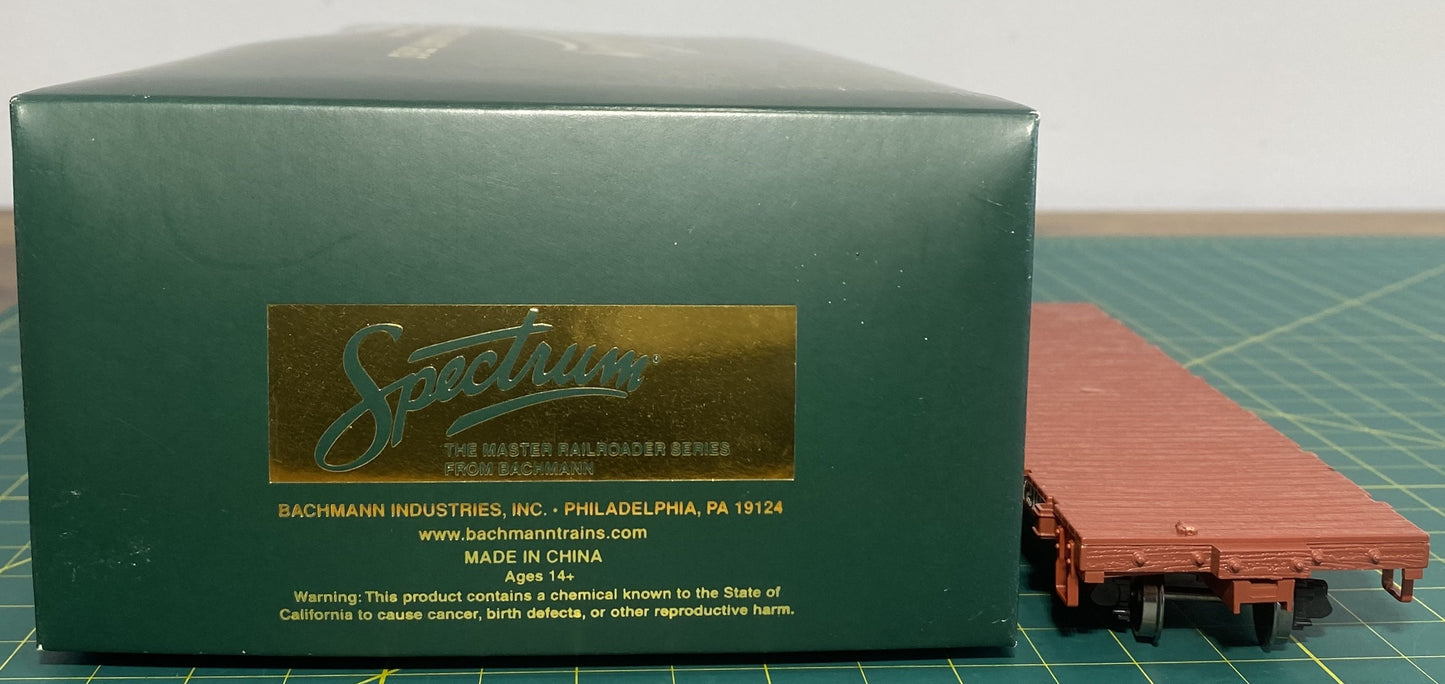 Spectrum®
THE MASTER RAILROADER SERIES
FROM BACHMANN
BACHMANN INDUSTRIES, INC. • PHILADELPHIA, PA 19124
www.bachmanntrains.com
MADE IN CHINA
Ages 14+
Warning: This product contains a chemical known to the State of
California to cause cancer, birth defects, or other reproductive harm.